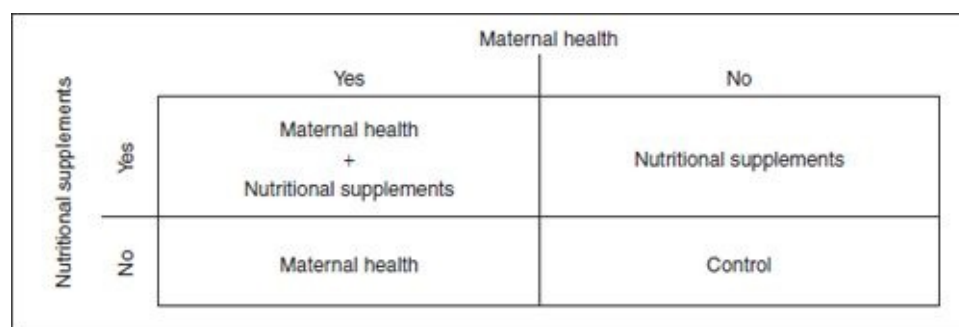 Maternal health
Yes
No
Nutritional supplements
Yes
Maternal health
+
Nutritional supplements
Nutritional supplements
No
Maternal health
Control